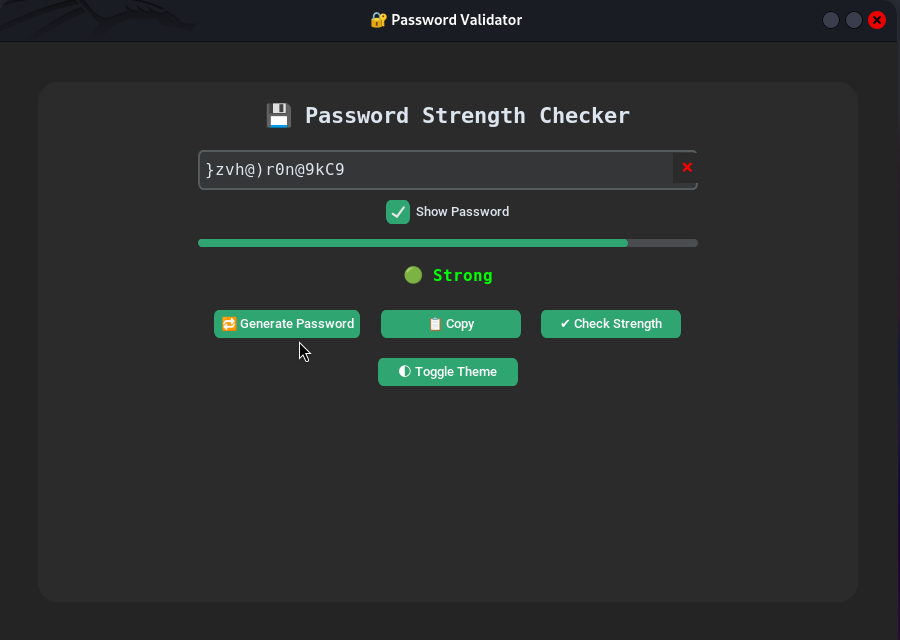 🔐 Password Validator
💾 Password Strength Checker
}zvh@)r0n@9kC9 ×
✓ Show Password
🟢 Strong
🔁 Generate Password 📋 Copy ✔ Check Strength
🌓 Toggle Theme